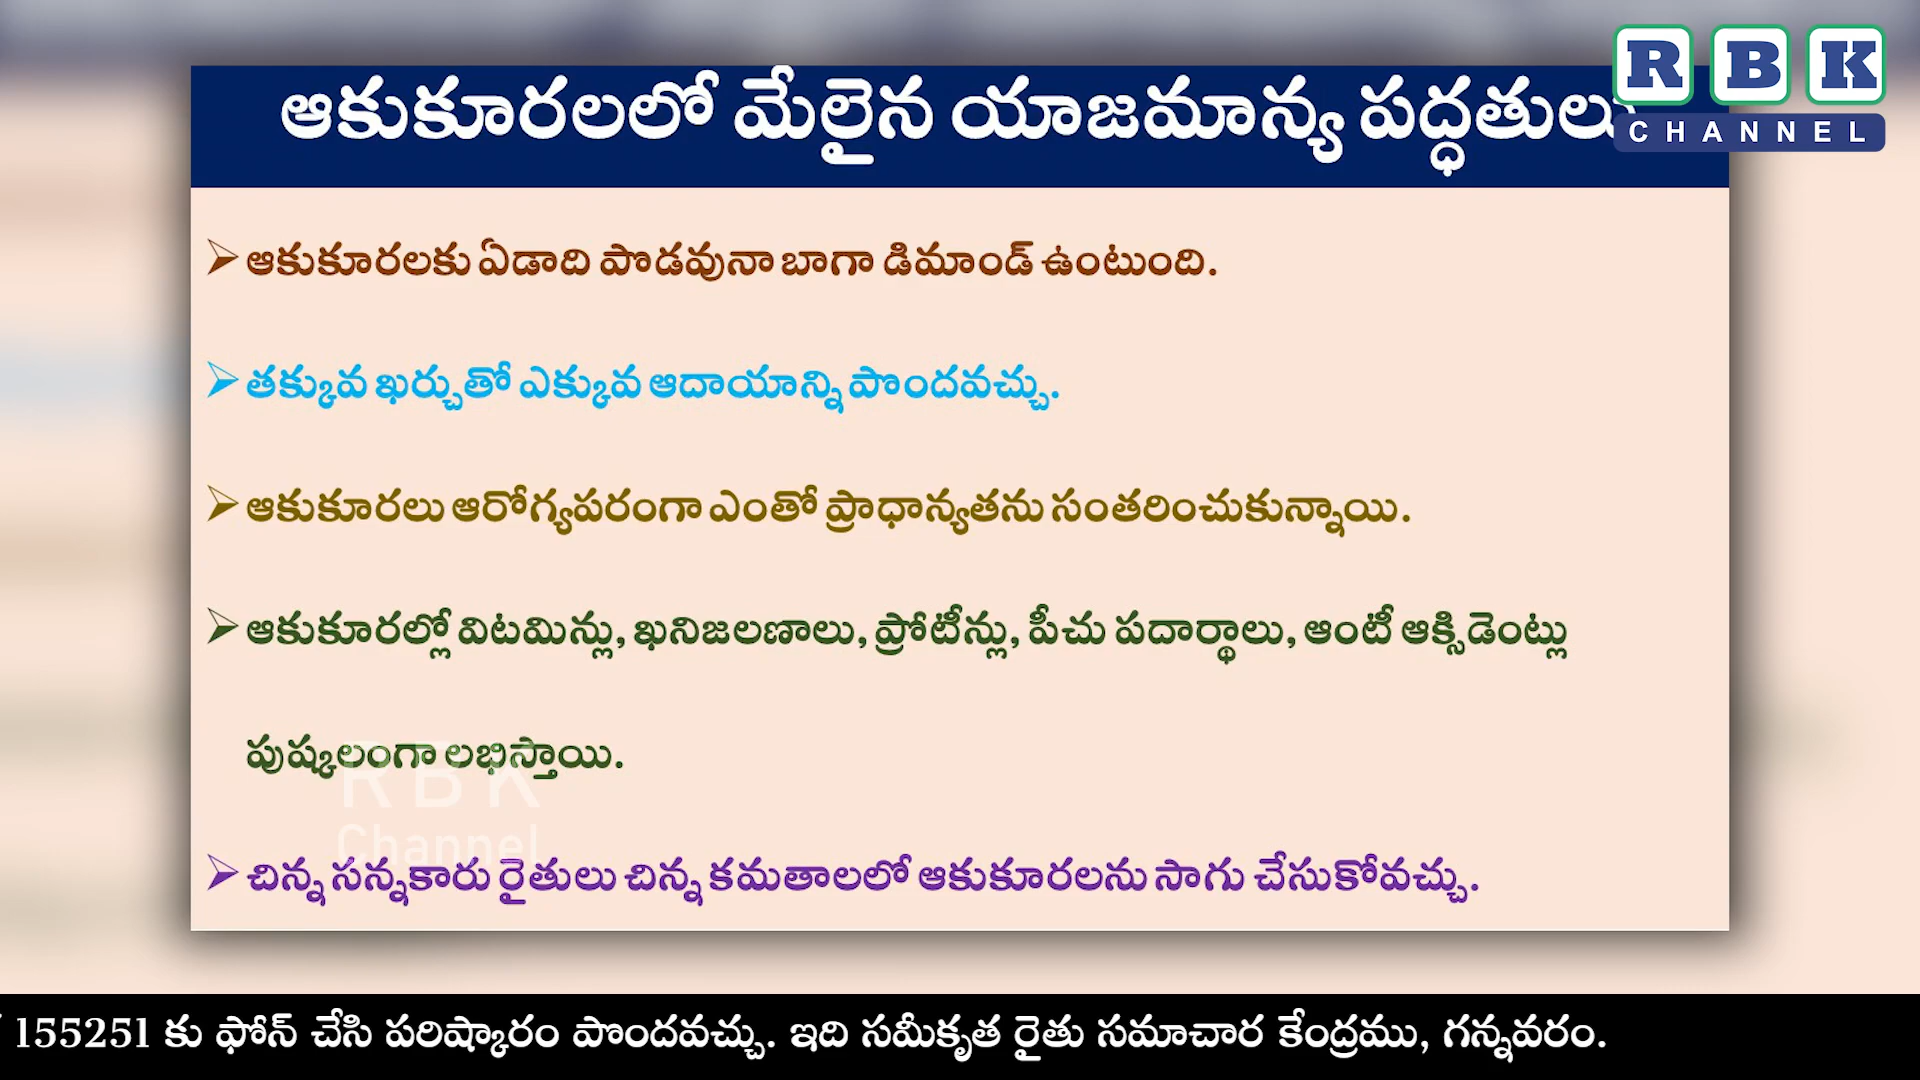 R B K
CHANNEL
ఆకుకూరలలో మేలైన యాజమాన్య పద్ధతులు
ఆకుకూరలకు ఏడాది పొడవునా బాగా డిమాండ్ ఉంటుంది.
తక్కువ ఖర్చుతో ఎక్కువ ఆదాయాన్ని పొందవచ్చు.
ఆకుకూరలు ఆరోగ్యపరంగా ఎంతో ప్రాధాన్యతను సంతరించుకున్నాయి.
ఆకుకూరల్లో విటమిన్లు, ఖనిజలణాలు, ప్రోటీన్లు, పీచు పదార్థాలు, ఆంటీ ఆక్సిడెంట్లు
పుష్కలంగా లభిస్తాయి.
RBK
Channel
చిన్న సన్నకారు రైతులు చిన్న కమతాలలో ఆకుకూరలను సాగు చేసుకోవచ్చు.
155251 కు ఫోన్ చేసి పరిష్కారం పొందవచ్చు. ఇది సమీకృత రైతు సమాచార కేంద్రము, గన్నవరం.